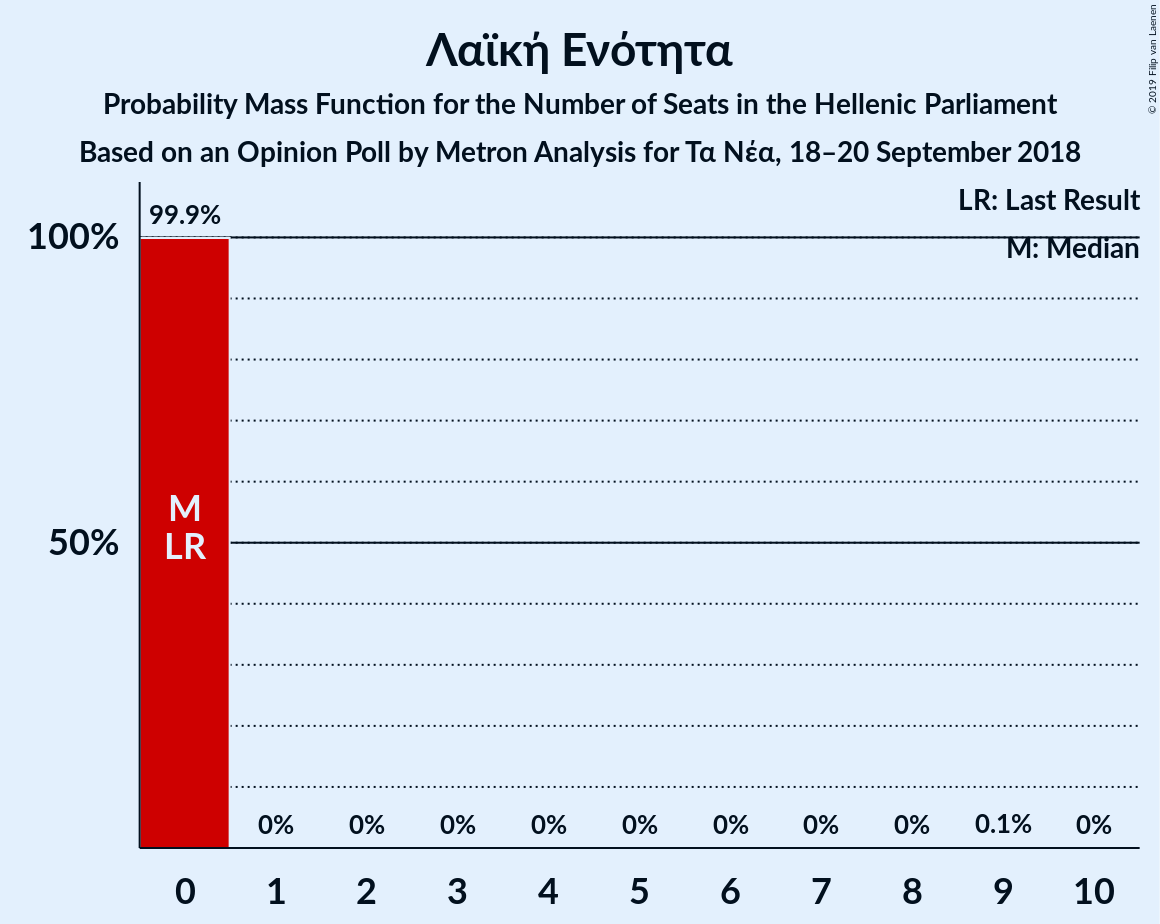 Λαϊκή Ενότητα
Probability Mass Function for the Number of Seats in the Hellenic Parliament
Based on an Opinion Poll by Metron Analysis for Τα Νέα, 18–20 September 2018
© 2019 Filip van Laenen
LR: Last Result
M: Median
99.9%
100%
50%
M
LR
0% 0% 0% 0% 0% 0% 0% 0% 0.1% 0%
0 1 2 3 4 5 6 7 8 9 10